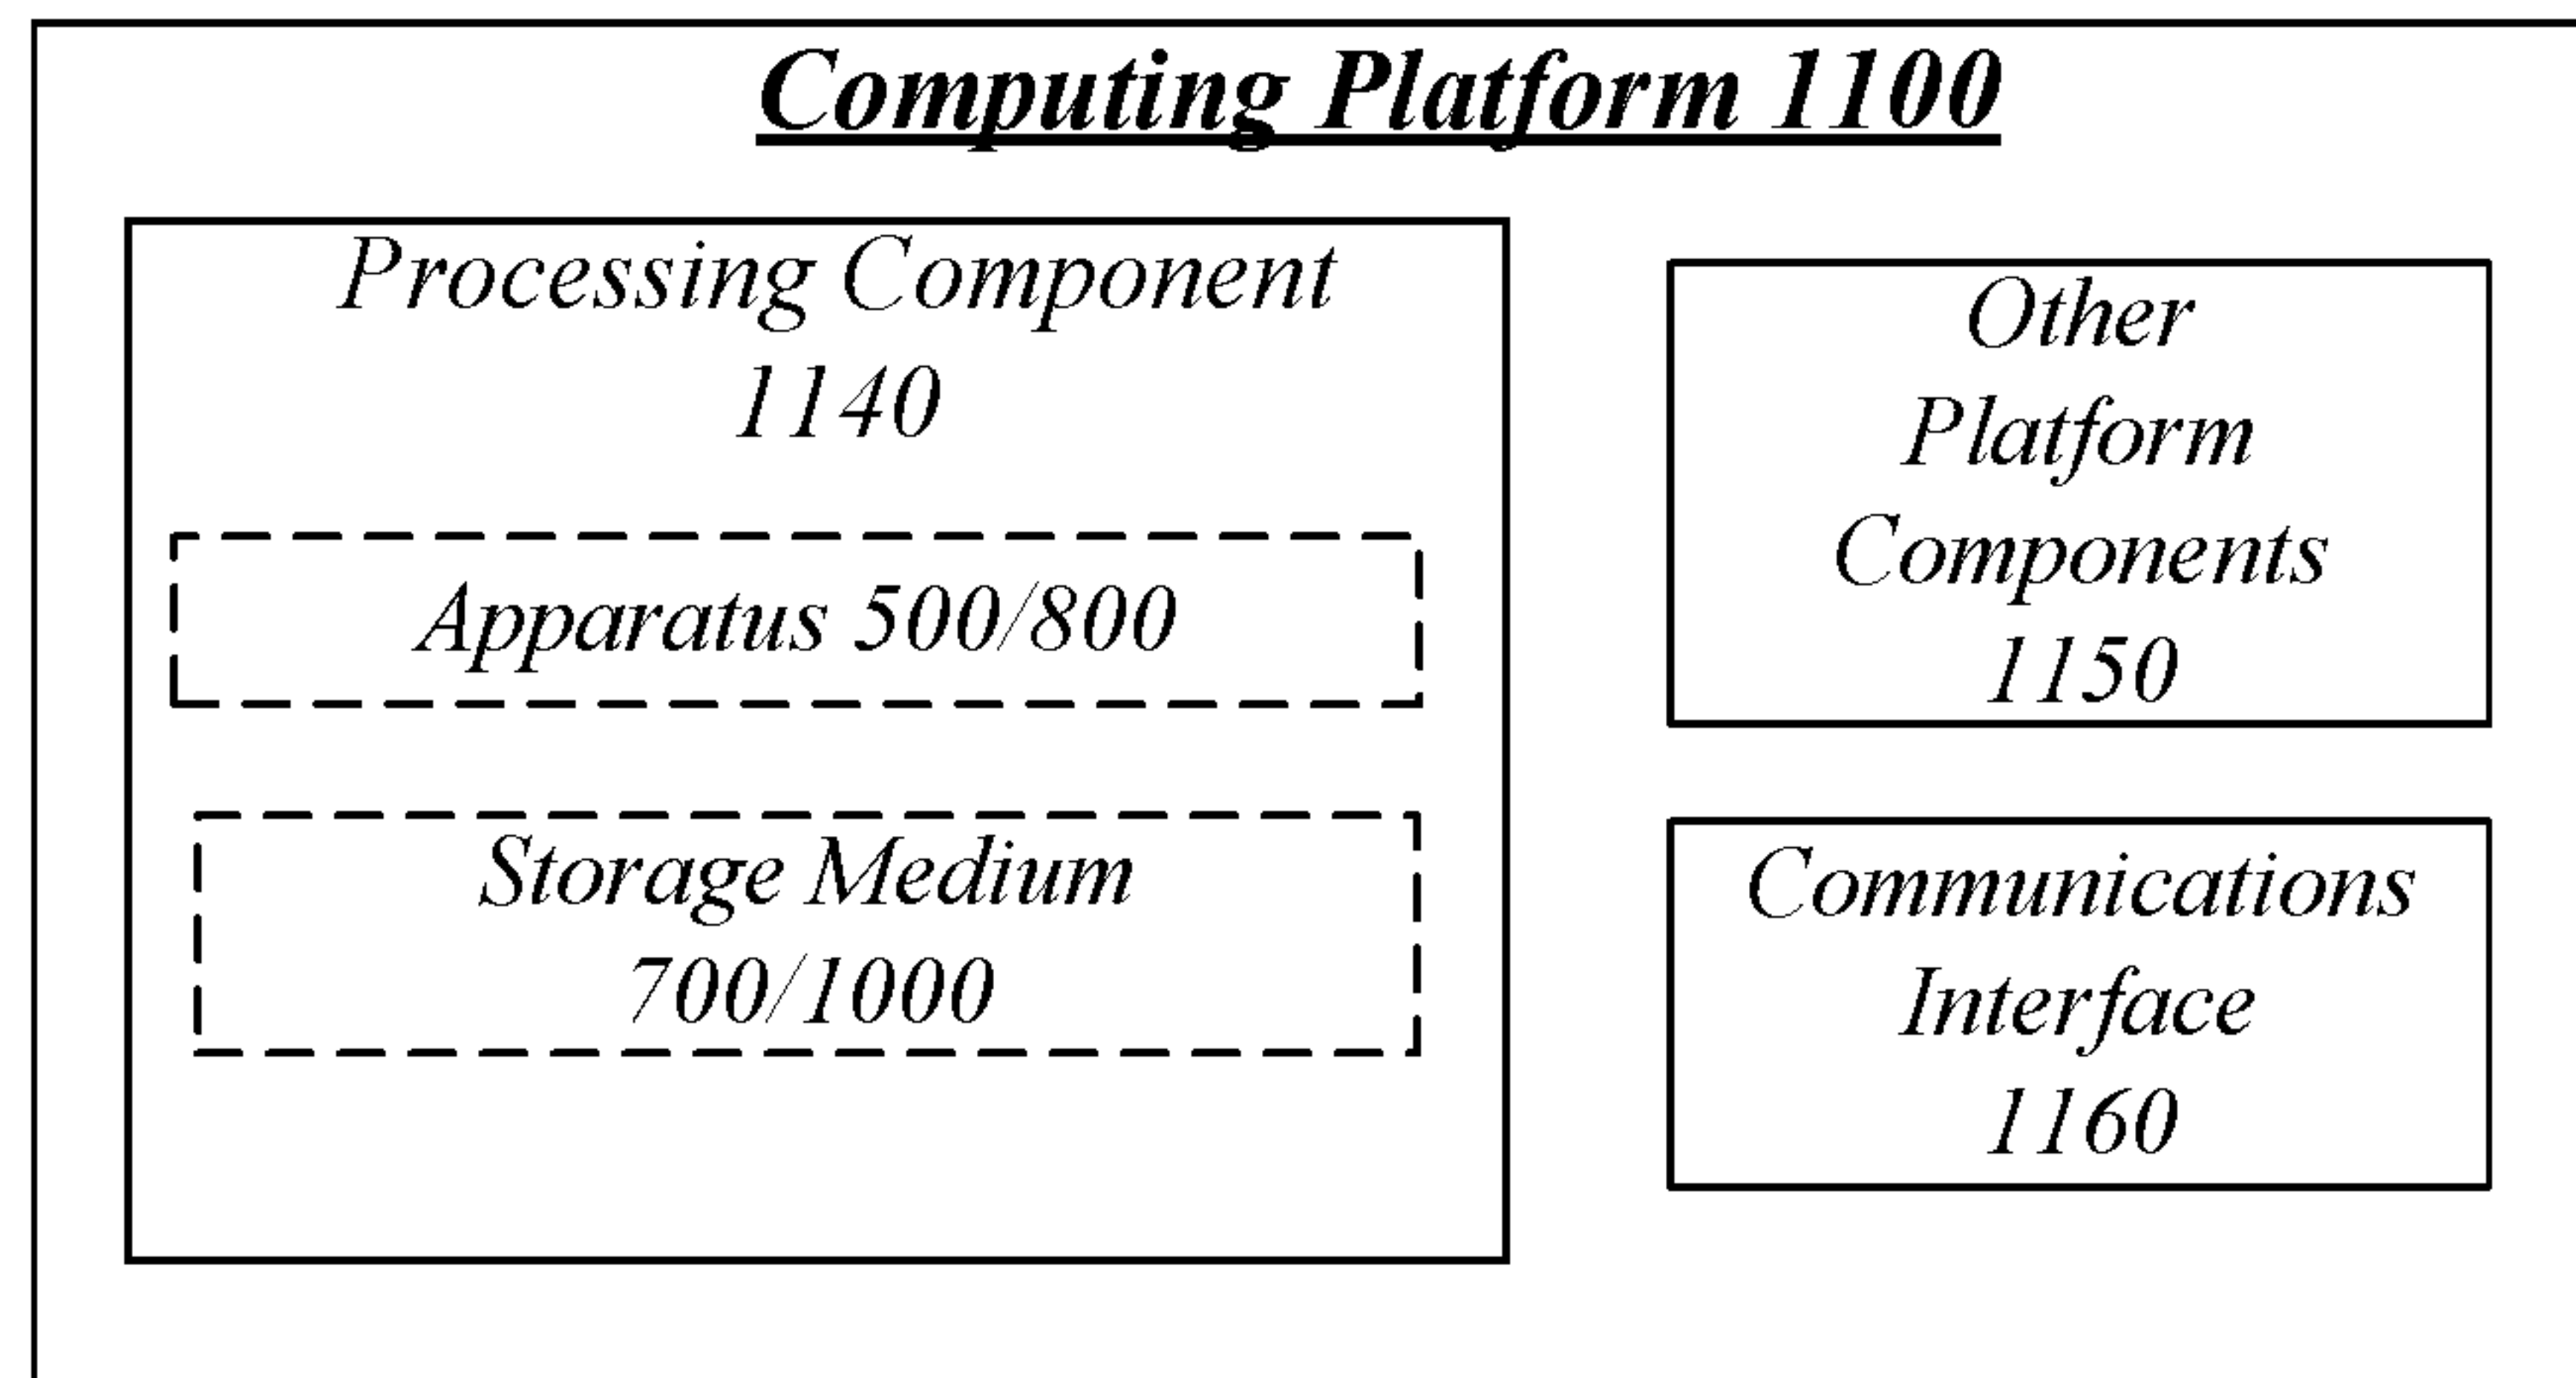 Computing Platform 1100
Processing Component
1140
Apparatus 500/800
Storage Medium
700/1000
Other
Platform
Components
1150
Communications
Interface
1160